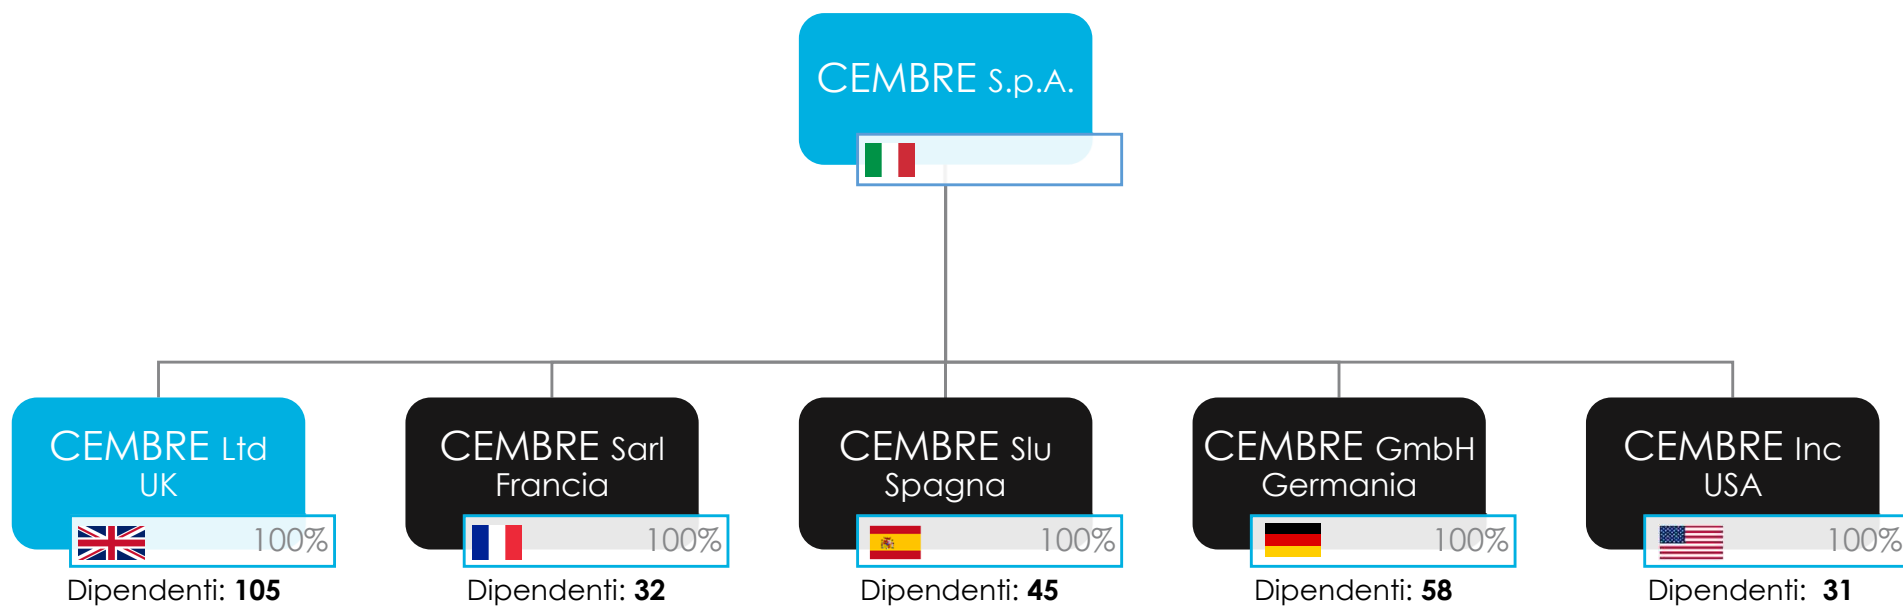 CEMBRE S.p.A.
CEMBRE Ltd
UK
100%
Dipendenti: 105
CEMBRE Sarl
Francia
100%
Dipendenti: 32
CEMBRE Slu
Spagna
100%
Dipendenti: 45
CEMBRE GmbH
Germania
100%
Dipendenti: 58
CEMBRE Inc
USA
100%
Dipendenti: 31